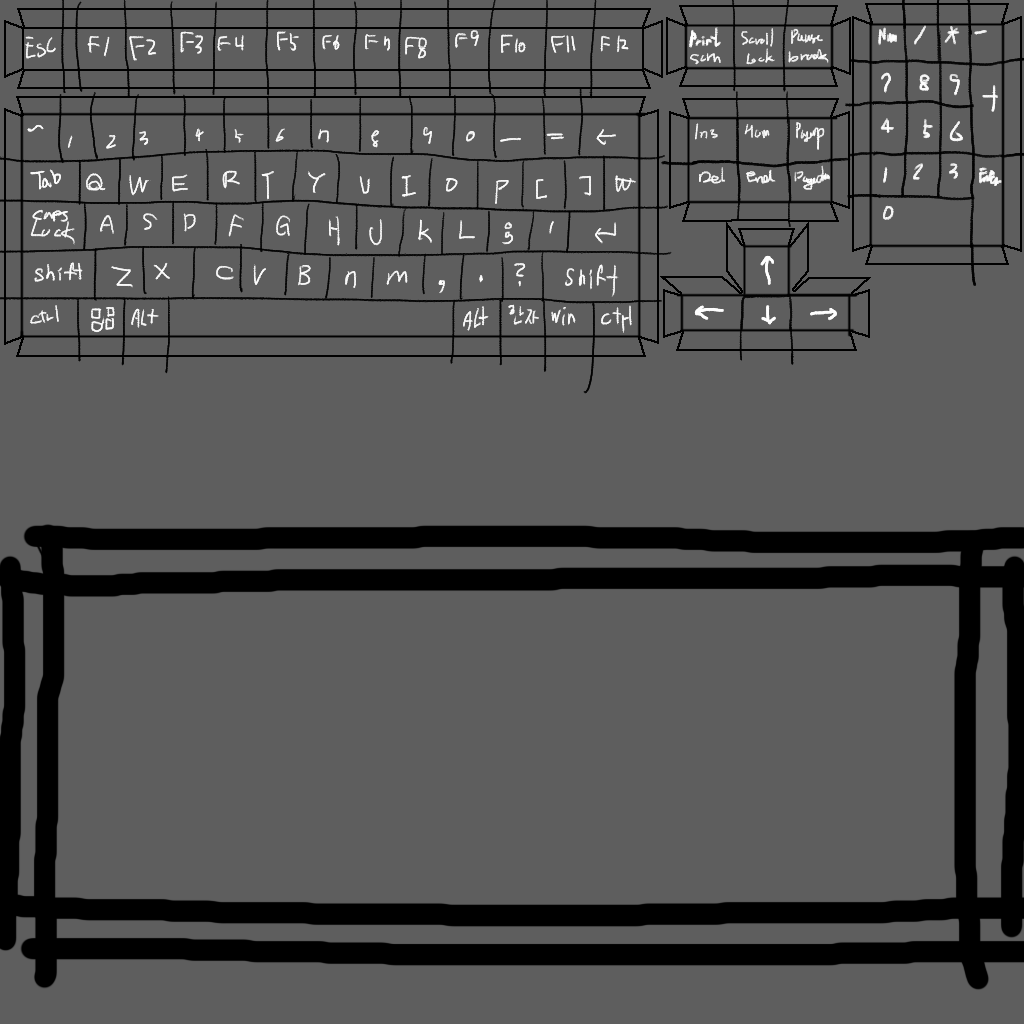 ESC F1 F2 F3 F4 F5 F6 F7 F8 F9 F10 F11 F12
Print Scroll Pause
scrn Lock break
~ 1 2 3 4 5 6 7 8 9 0 — = ←
Tab Q W E R T Y U I O P [ ] ₩
Caps
Lock A S D F G H J K L ; '
shift Z X C V B n m , . ? shift
ctrl Alt Alt 한자 win ctrl
Ins Hom Pgup
Del End Pgdn
↑
← ↓ →
Num / * -
7 8 9 +
4 5 6
1 2 3 Enter
0